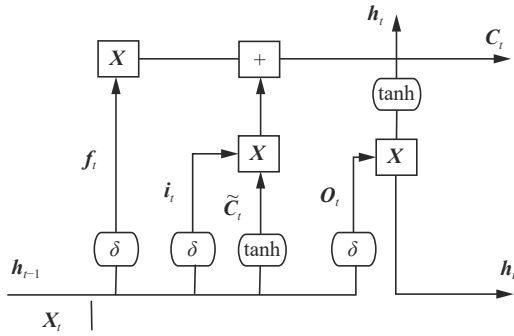 h_t
C_t
X
+
tanh
X
X
f_t
i_t
C̃_t
O_t
δ
δ
tanh
δ
h_{t−1}
h_t
X_t